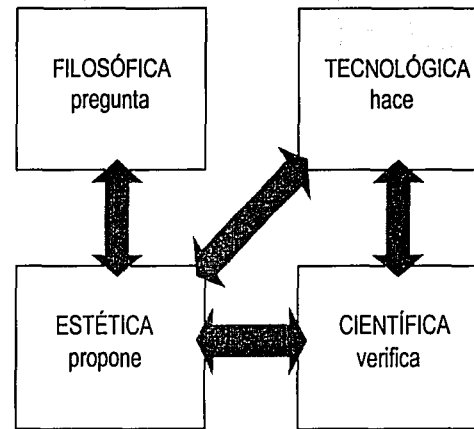 FILOSÓFICA
pregunta
TECNOLÓGICA
hace
ESTÉTICA
propone
CIENTÍFICA
verifica